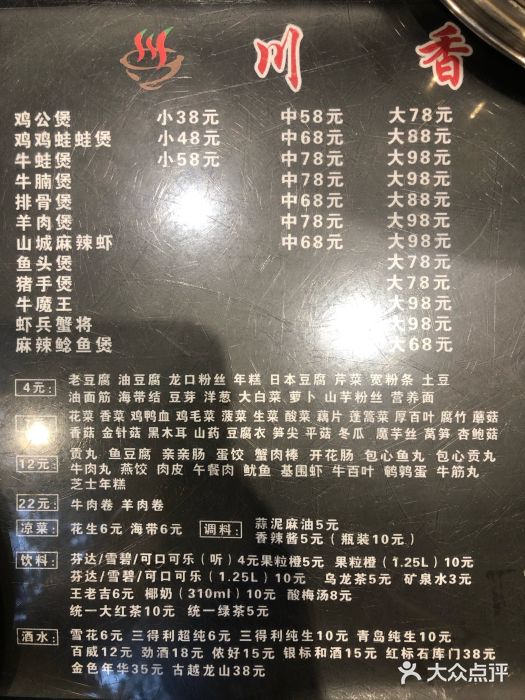 川香
鸡公煲 小38元 中58元 大78元
鸡鸡蛙蛙煲 小48元 中68元 大88元
牛蛙煲 小58元 中78元 大98元
牛腩煲 中78元 大98元
排骨煲 中68元 大88元
羊肉煲 中78元 大98元
山城麻辣虾 中68元 大98元
鱼头煲 大78元
猪手煲 大78元
牛魔王 大98元
虾兵蟹将 大98元
麻辣鲶鱼煲 大98元
4元: 老豆腐 油豆腐 龙口粉丝 年糕 日本豆腐 芹菜 宽粉条 土豆
油面筋 海带结 豆芽 洋葱 大白菜 萝卜 山芋粉丝 营养面
花菜 香菜 鸡鸭血 鸡毛菜 菠菜 生菜 酸菜 藕片 蓬蒿菜 厚百叶 腐竹 蘑菇
香菇 金针菇 黑木耳 山药 豆腐衣 笋尖 平菇 冬瓜 魔芋丝 莴笋 杏鲍菇
12元: 贡丸 鱼豆腐 亲亲肠 蛋饺 蟹肉棒 开花肠 包心鱼丸 包心贡丸
牛肉丸 燕饺 肉皮 午餐肉 鱿鱼 基围虾 牛百叶 鹌鹑蛋 牛筋丸
芝士年糕
22元: 牛肉卷 羊肉卷
凉菜: 花生6元 海带6元 调料: 蒜泥麻油5元
香辣酱5元(瓶装10元)
饮料: 芬达/雪碧/可口可乐(听)4元果粒橙5元 果粒橙(1.25L)10元
芬达/雪碧/可口可乐(1.25L)10元 乌龙茶5元 矿泉水3元
王老吉6元 椰奶(310ml)10元 酸梅汤8元
统一大红茶10元 统一绿茶5元
酒水: 雪花6元 三得利超纯6元 三得利纯生10元 青岛纯生10元
百威12元 劲酒18元 侬好15元 银标和酒15元 红标石库门38元
金色年华35元 古越龙山38元
大众点评